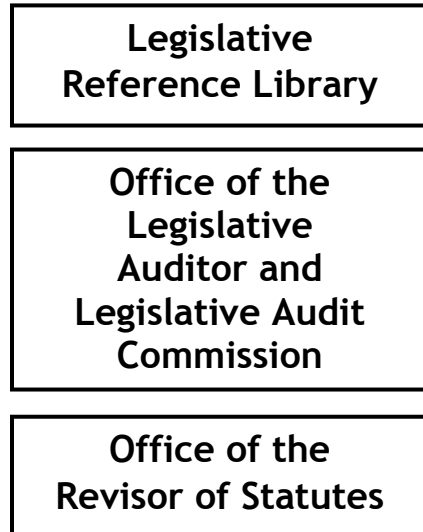 Legislative
Reference Library
Office of the
Legislative
Auditor and
Legislative Audit
Commission
Office of the
Revisor of Statutes